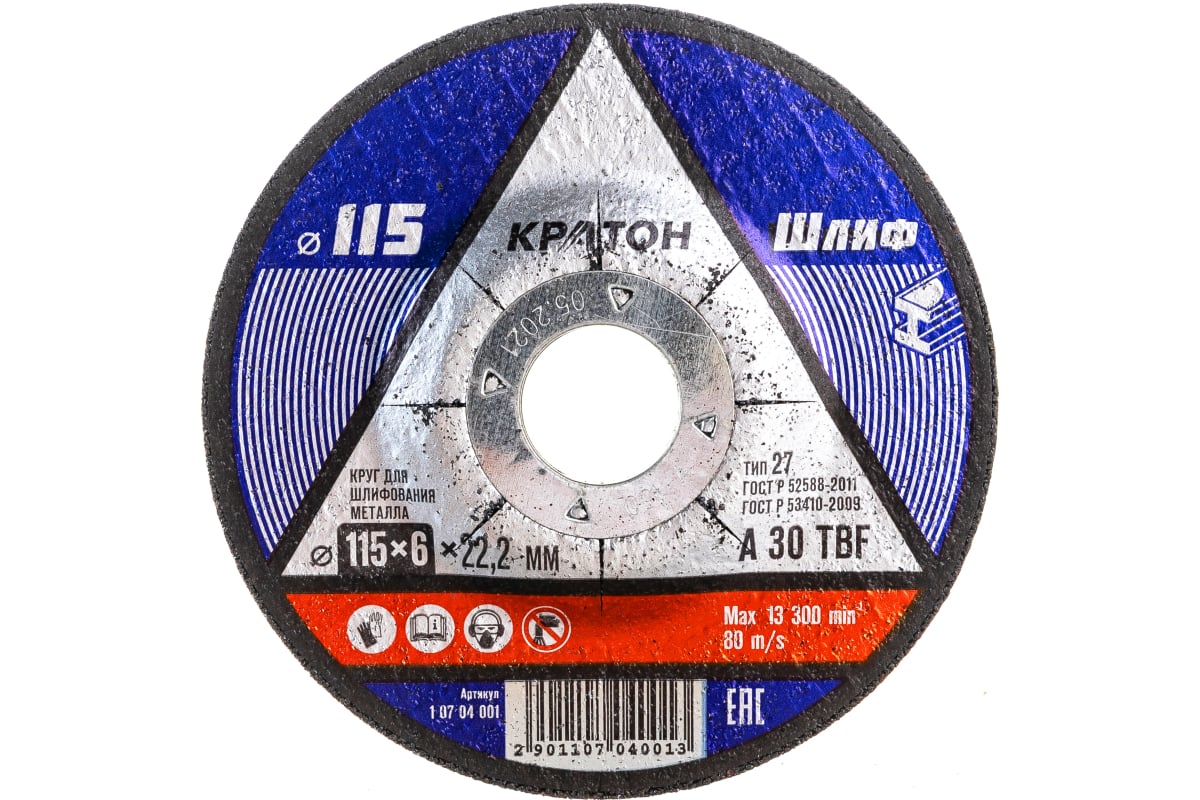 ⌀ 115
КРАТОН
Шлиф
05.2021
КРУГ ДЛЯ
ШЛИФОВАНИЯ
МЕТАЛЛА
⌀ 115×6×22,2 ММ
ТИП 27
ГОСТ Р 52588-2011
ГОСТ Р 53410-2009
A 30 TBF
Max 13 300 min⁻¹
80 m/s
Артикул
1 07 04 001
2 901107 040013
ЕАС